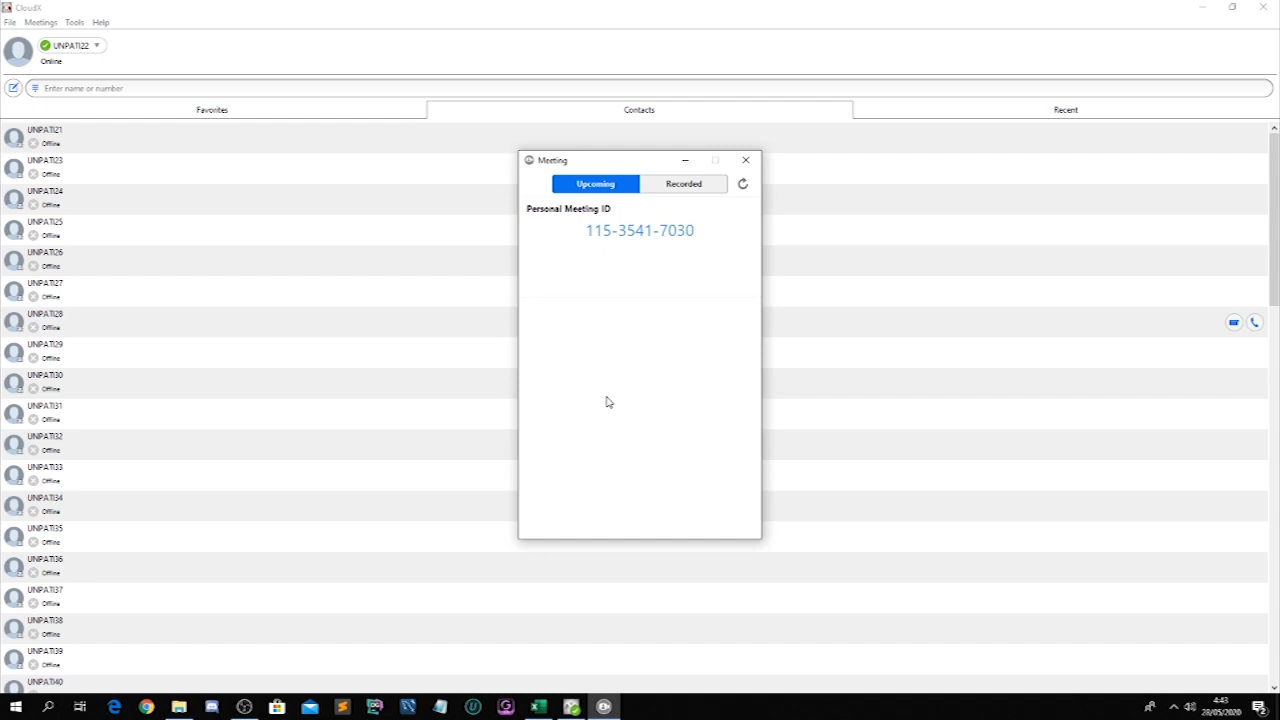 CloudX
File Meetings Tools Help
UNPATI22
Online
Enter name or number
Favorites Contacts Recent
UNPATI21
Offline
UNPATI23
Offline
UNPATI24
Offline
UNPATI25
Offline
UNPATI26
Offline
UNPATI27
Offline
UNPATI28
Offline
UNPATI29
Offline
UNPATI30
Offline
UNPATI31
Offline
UNPATI32
Offline
UNPATI33
Offline
UNPATI34
Offline
UNPATI35
Offline
UNPATI36
Offline
UNPATI37
Offline
UNPATI38
Offline
UNPATI39
Offline
UNPATI40
Meeting
Upcoming Recorded
Personal Meeting ID
115-3541-7030
4:43
28/05/2020
2